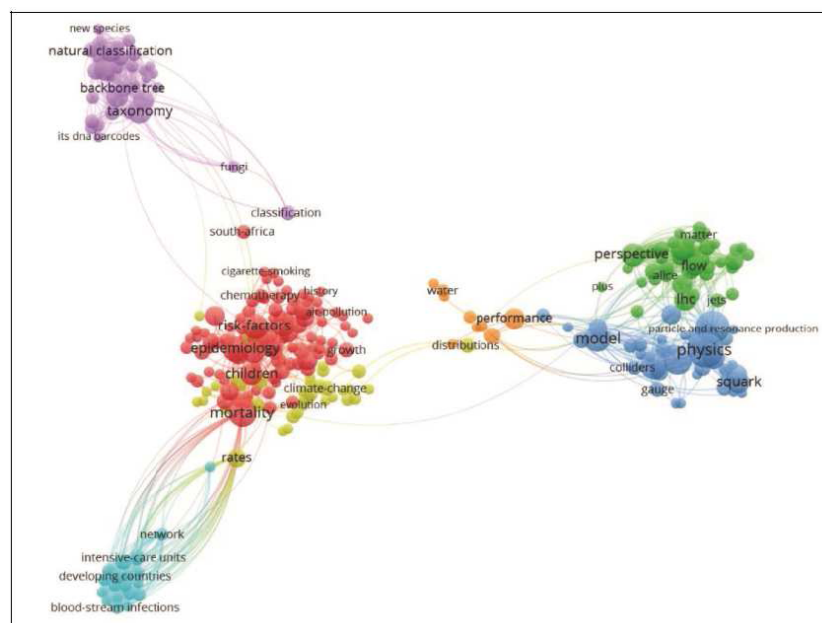 new species
natural classification
backbone tree
taxonomy
its dna barcodes
fungi
classification
south-africa
cigarette-smoking
chemotherapy
history
air-pollution
risk-factors
epidemiology
growth
children
climate-change
evolution
mortality
rates
network
intensive-care units
developing countries
blood-stream infections
water
performance
distributions
matter
perspective
flow
alice
plus
lhc
jets
particle and resonance production
model
physics
colliders
squark
gauge